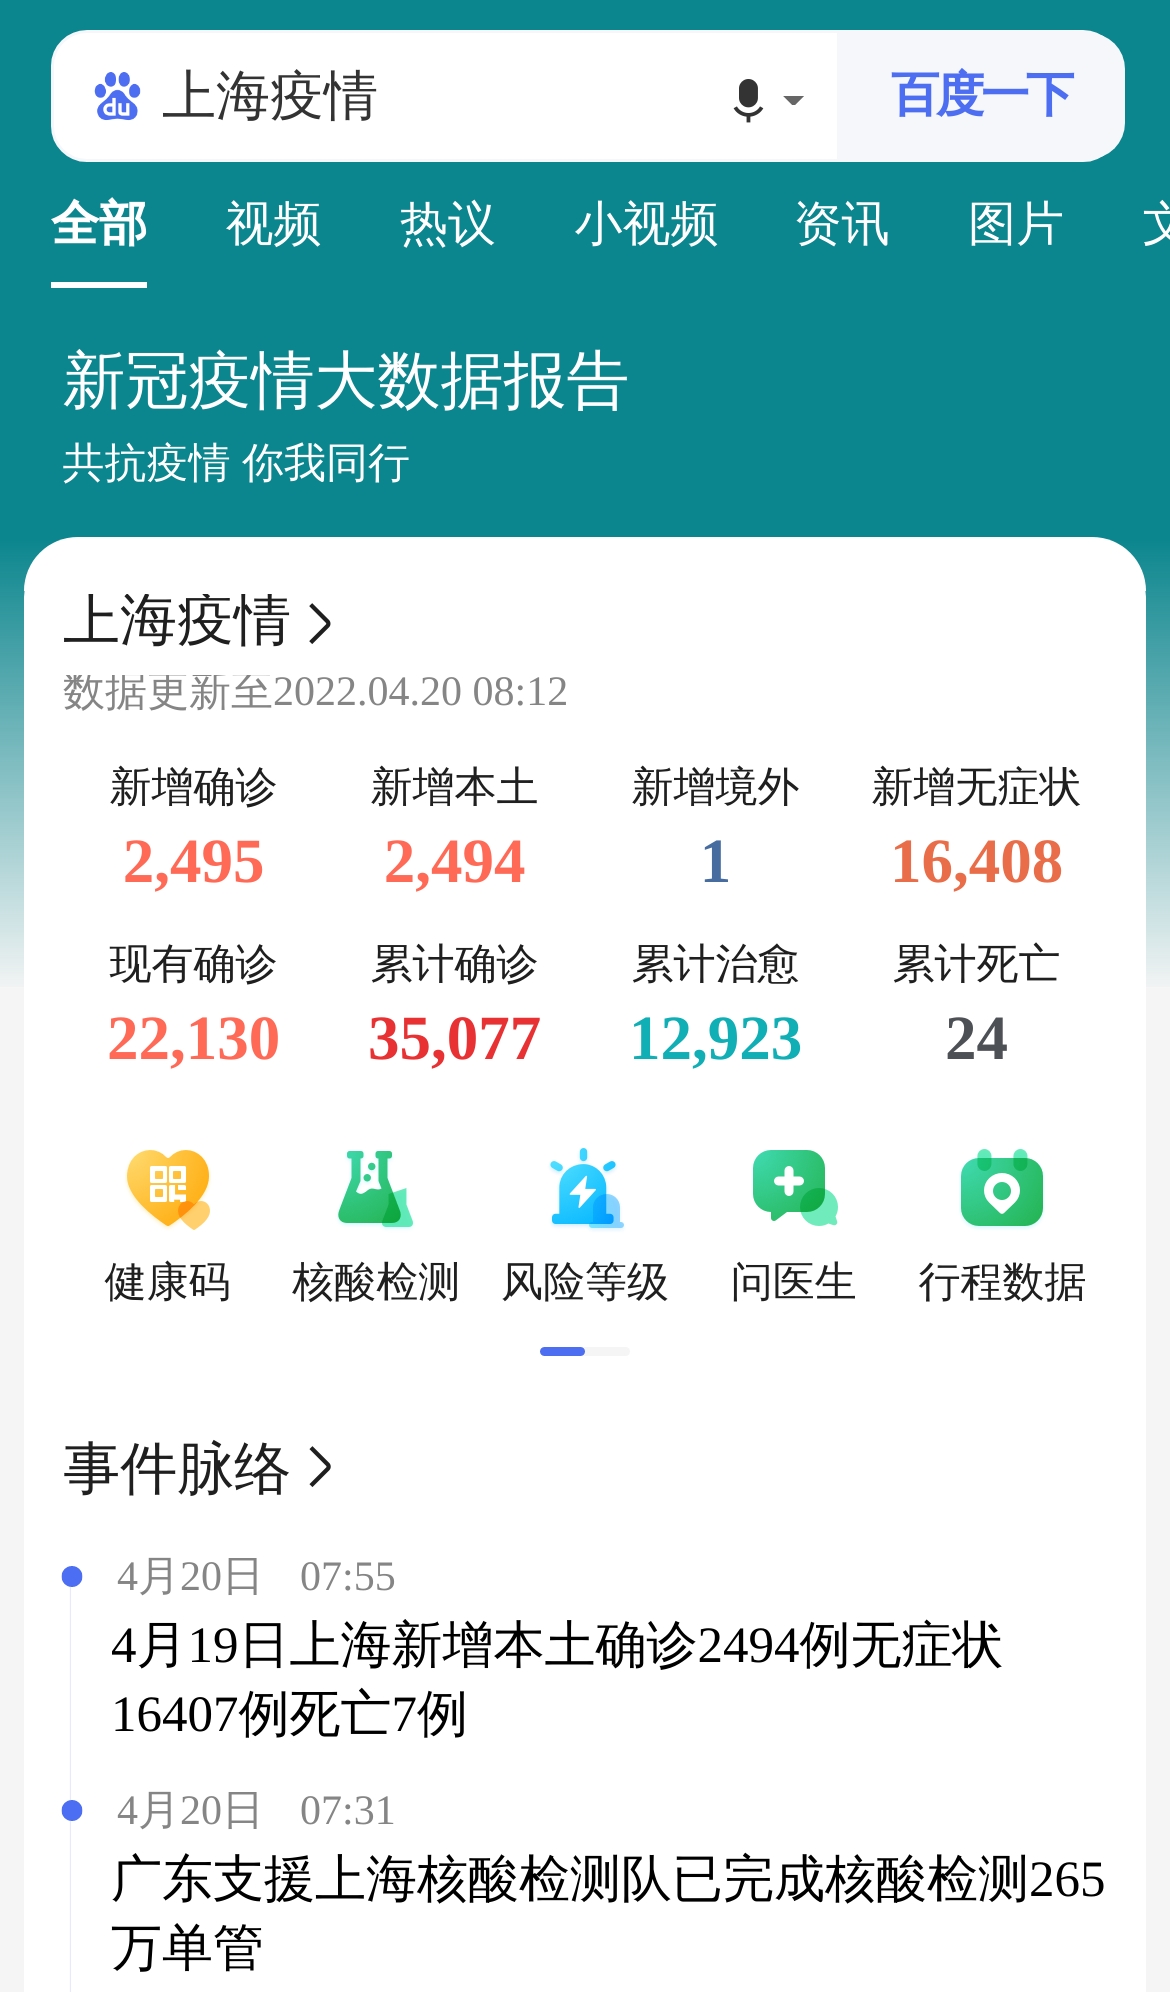 du 上海疫情 百度一下
全部 视频 热议 小视频 资讯 图片
新冠疫情大数据报告
共抗疫情 你我同行
上海疫情
数据更新至2022.04.20 08:12
新增确诊 新增本土 新增境外 新增无症状
2,495 2,494 1 16,408
现有确诊 累计确诊 累计治愈 累计死亡
22,130 35,077 12,923 24
健康码 核酸检测 风险等级 问医生 行程数据
事件脉络
4月20日 07:55
4月19日上海新增本土确诊2494例无症状
16407例死亡7例
4月20日 07:31
广东支援上海核酸检测队已完成核酸检测265
万单管